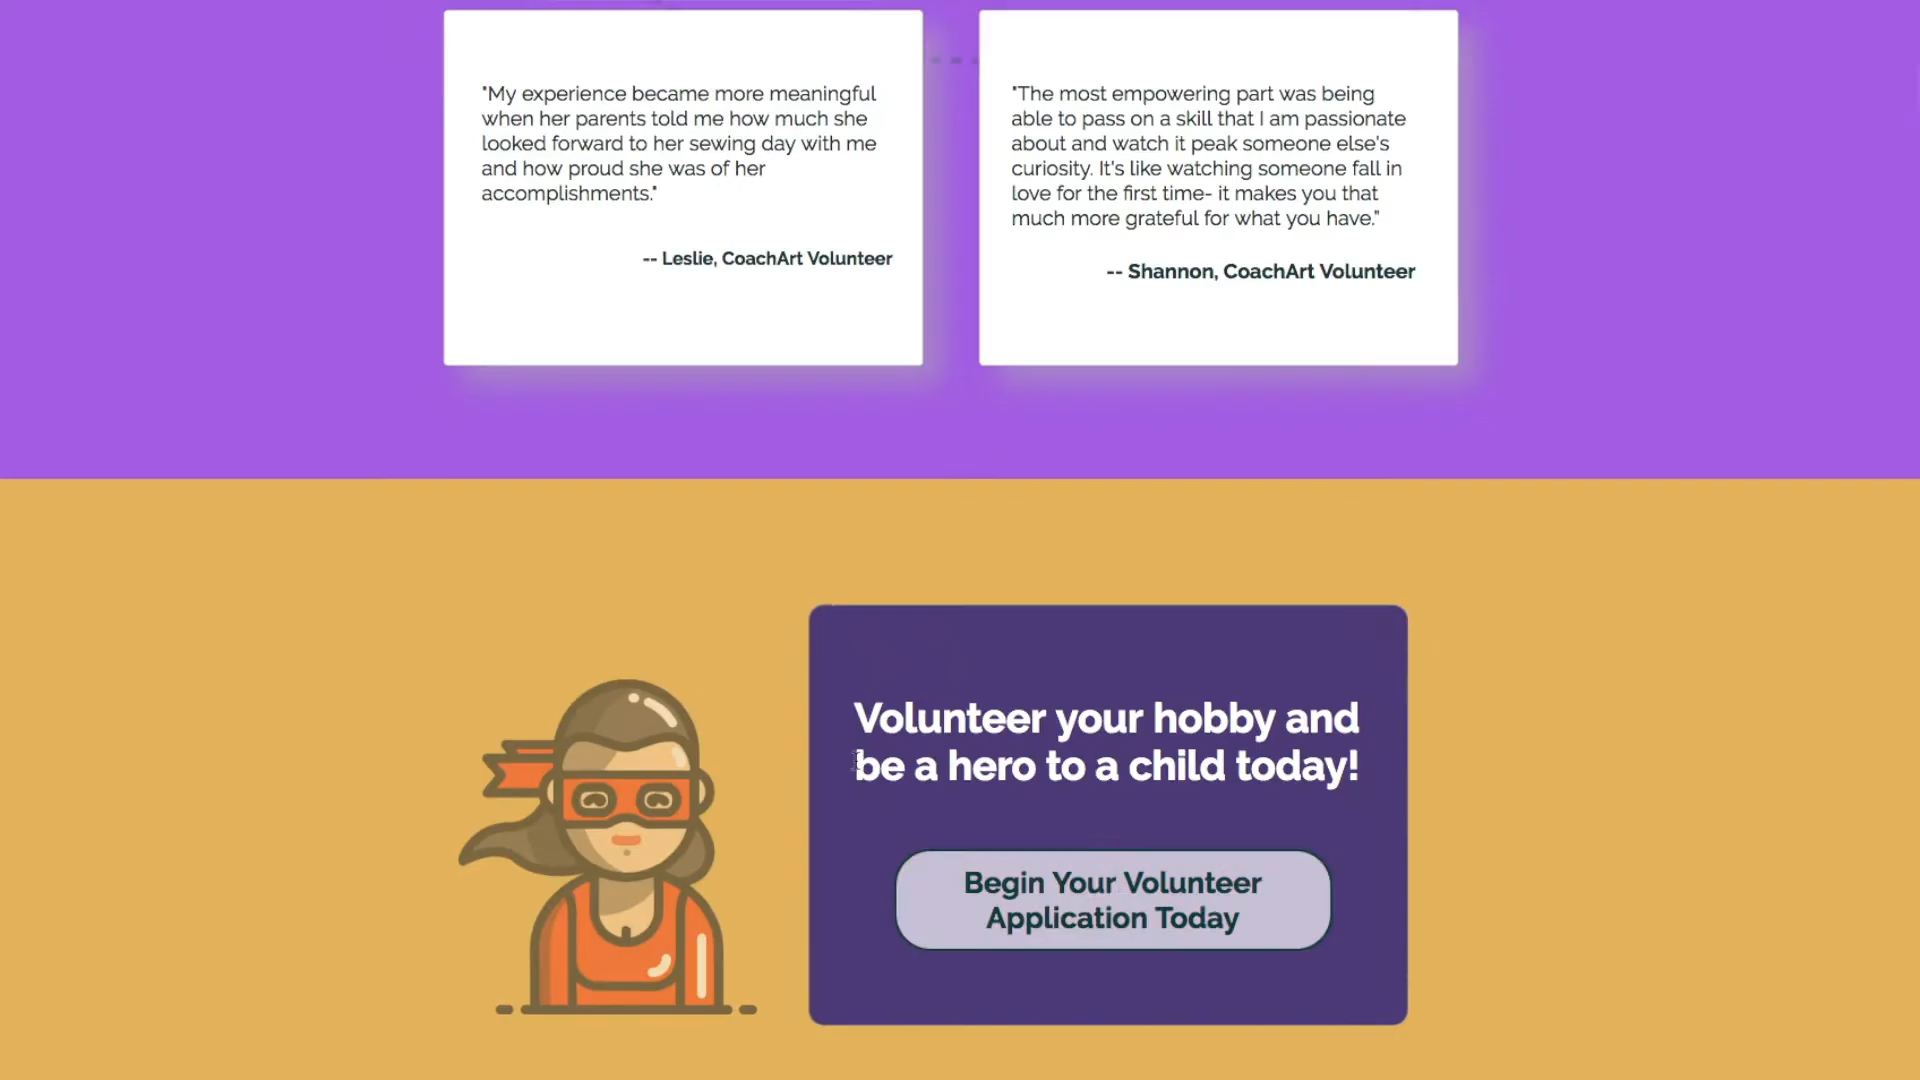 "My experience became more meaningful
when her parents told me how much she
looked forward to her sewing day with me
and how proud she was of her
accomplishments."
-- Leslie, CoachArt Volunteer
"The most empowering part was being
able to pass on a skill that I am passionate
about and watch it peak someone else's
curiosity. It's like watching someone fall in
love for the first time- it makes you that
much more grateful for what you have."
-- Shannon, CoachArt Volunteer
Volunteer your hobby and
be a hero to a child today!
Begin Your Volunteer
Application Today